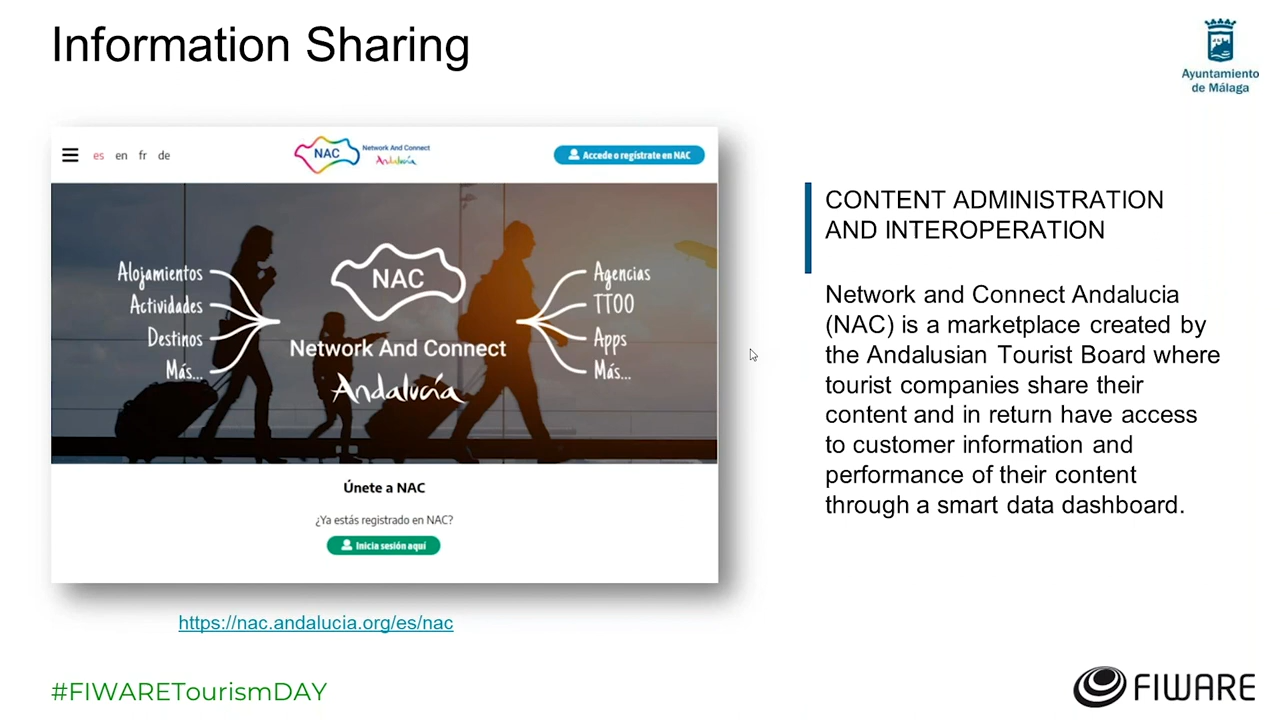 Information Sharing
Ayuntamiento
de Málaga
es en fr de
NAC
Network And Connect
Andalucía
Accede o regístrate en NAC
Alojamientos
Actividades
Destinos
Más...
NAC
Network And Connect
Andalucía
Agencias
TTOO
Apps
Más...
Únete a NAC
¿Ya estás registrado en NAC?
Inicia sesión aquí
https://nac.andalucia.org/es/nac
CONTENT ADMINISTRATION
AND INTEROPERATION
Network and Connect Andalucia
(NAC) is a marketplace created by
the Andalusian Tourist Board where
tourist companies share their
content and in return have access
to customer information and
performance of their content
through a smart data dashboard.
#FIWARETourismDAY
FIWARE